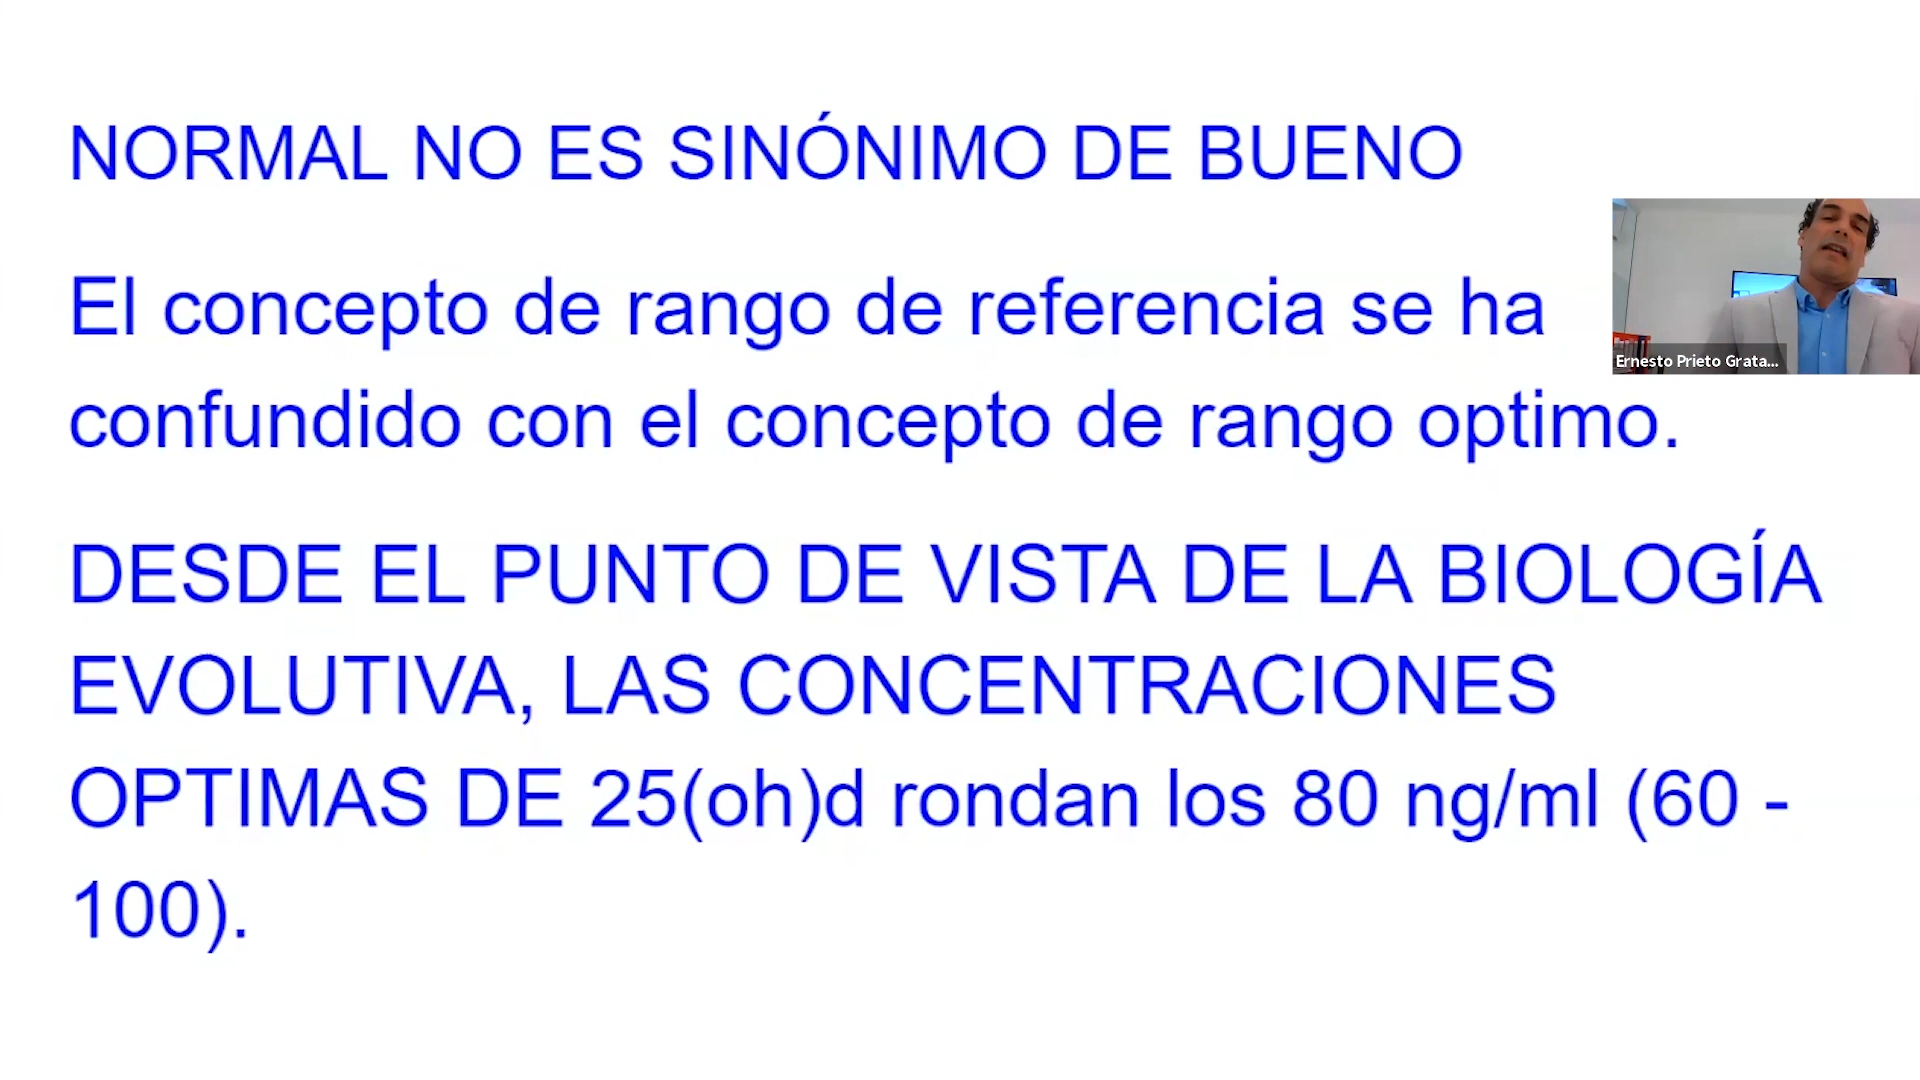 NORMAL NO ES SINÓNIMO DE BUENO
El concepto de rango de referencia se ha
confundido con el concepto de rango optimo.
DESDE EL PUNTO DE VISTA DE LA BIOLOGÍA
EVOLUTIVA, LAS CONCENTRACIONES
OPTIMAS DE 25(oh)d rondan los 80 ng/ml (60 -
100).
Ernesto Prieto Grata...